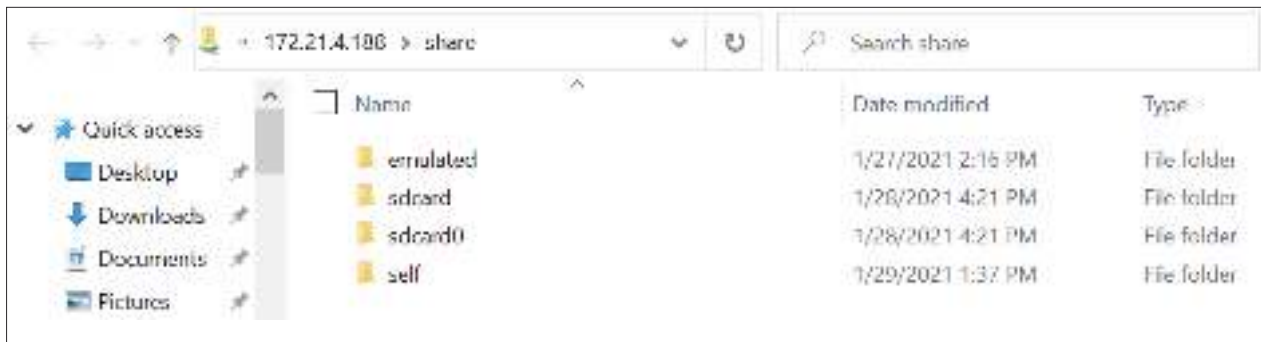 172.21.4.188 > share
Search share
Name Date modified Type
Quick access
Desktop
Downloads
Documents
Pictures
emulated 1/27/2021 2:16 PM File folder
sdcard 1/28/2021 4:21 PM File folder
sdcard0 1/28/2021 4:21 PM File folder
self 1/29/2021 1:37 PM File folder